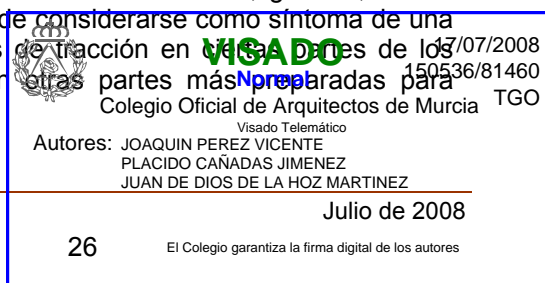 de considerarse como síntoma de una
s de tracción en ciertas partes de los
n otras partes más preparadas para
VISADO
Normal
17/07/2008
150536/81460
TGO
Colegio Oficial de Arquitectos de Murcia
Visado Telemático
Autores: JOAQUIN PEREZ VICENTE
PLACIDO CAÑADAS JIMENEZ
JUAN DE DIOS DE LA HOZ MARTINEZ
Julio de 2008
26
El Colegio garantiza la firma digital de los autores